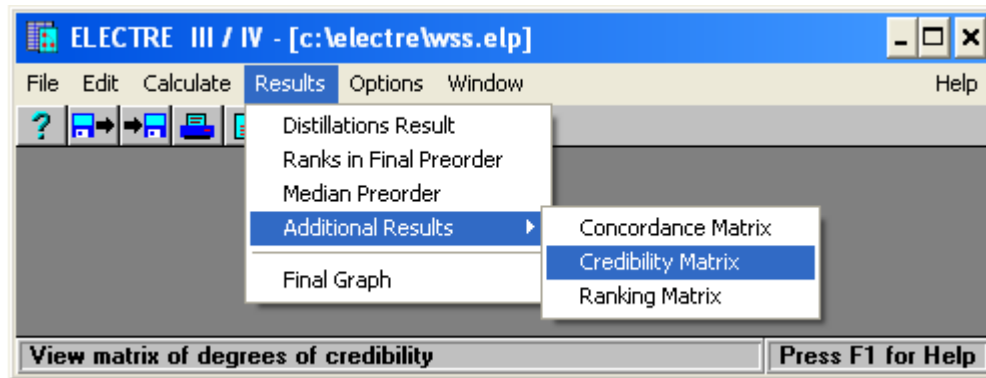 ELECTRE III / IV - [c:\electre\wss.elp]
File Edit Calculate Results Options Window Help
?
Distillations Result
Ranks in Final Preorder
Median Preorder
Additional Results
Final Graph
Concordance Matrix
Credibility Matrix
Ranking Matrix
View matrix of degrees of credibility Press F1 for Help